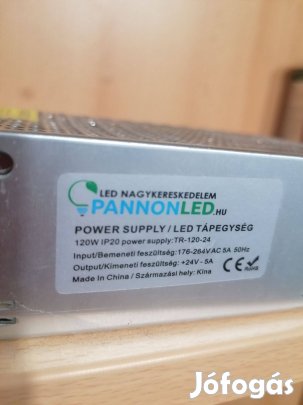 LED NAGYKERESKEDELEM
PANNONLED.HU
POWER SUPPLY / LED TÁPEGYSÉG
120W IP20 power supply: TR-120-24
Input/Bemeneti feszültség: 176-264VAC 5A 50Hz
Output/Kimeneti feszültség: +24V - 5A
Made In China / Származási hely: Kína
CE RoHS
Jófogás